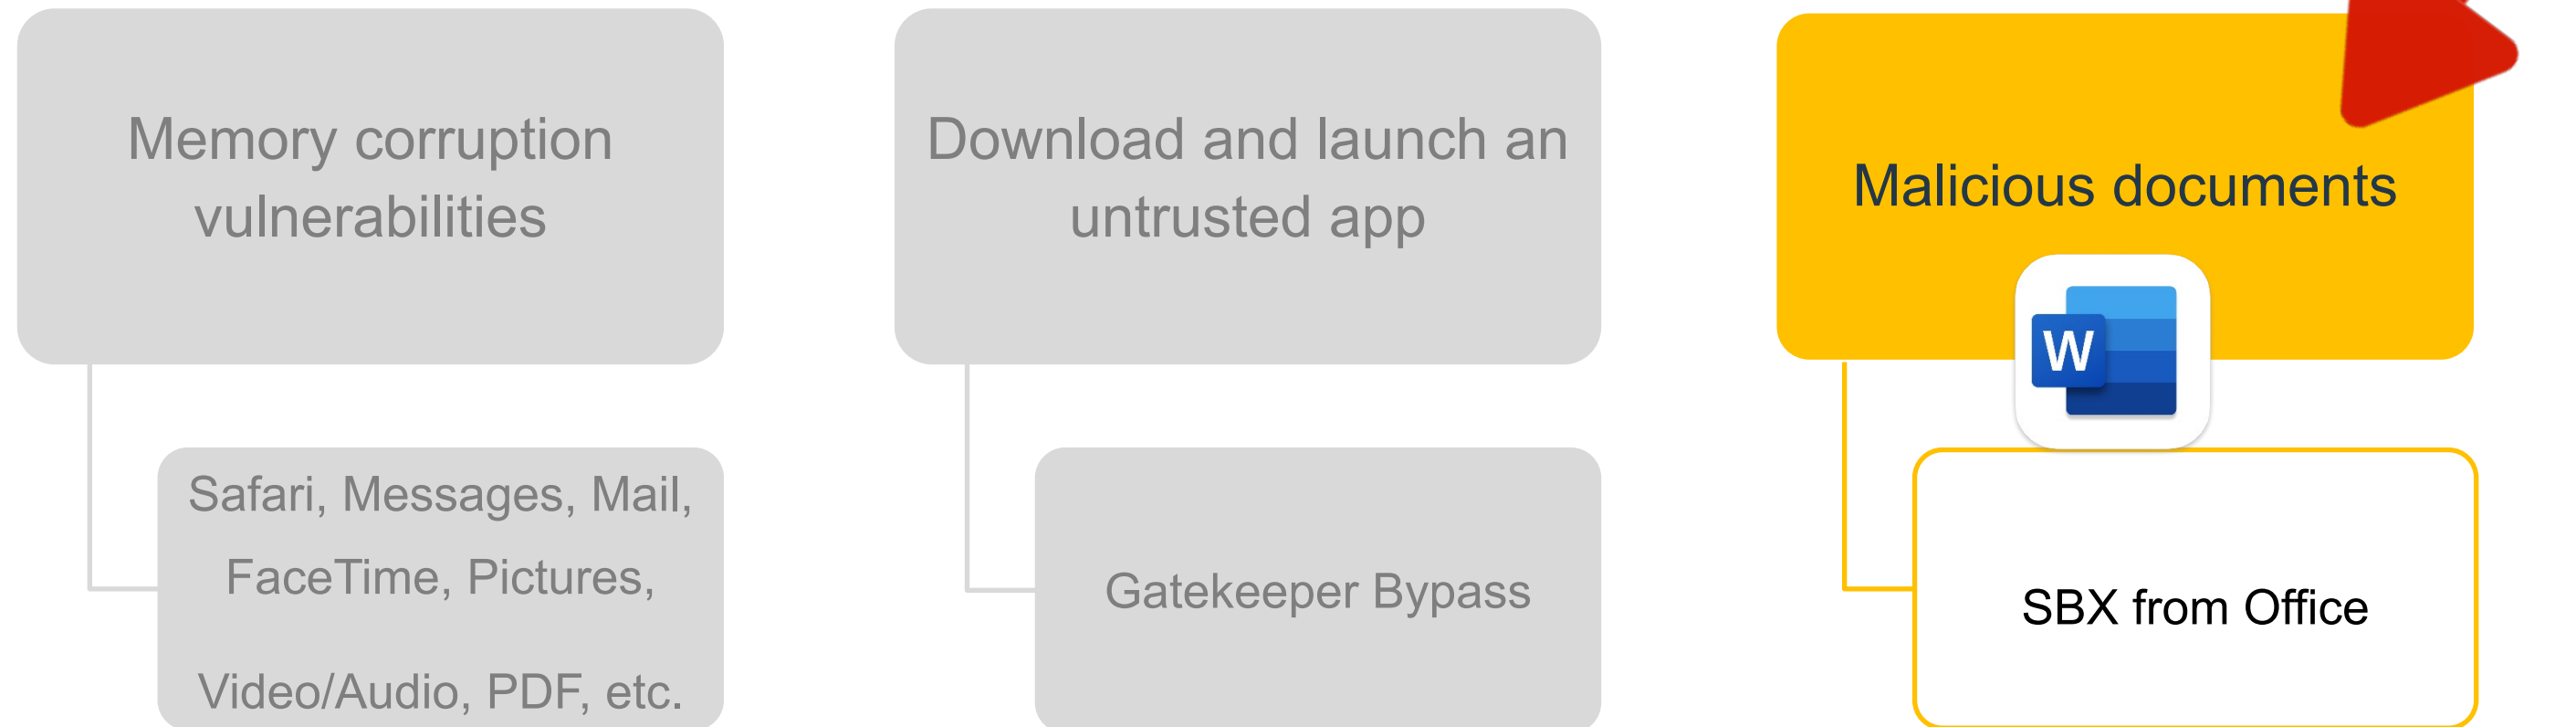 Memory corruption
vulnerabilities
Safari, Messages, Mail,
FaceTime, Pictures,
Video/Audio, PDF, etc.
Download and launch an
untrusted app
Gatekeeper Bypass
Malicious documents
W
SBX from Office